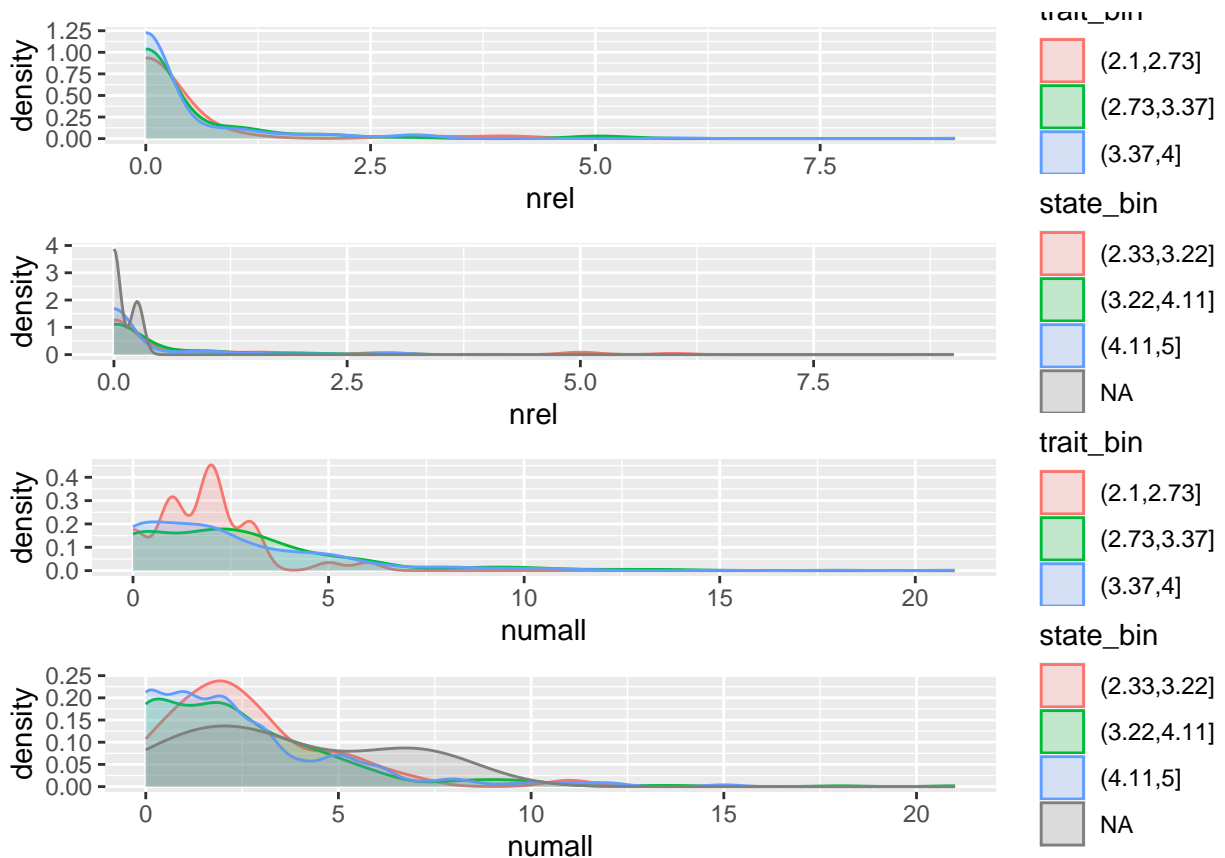 trait_bin
1.25
1.00
0.75
0.50
0.25
0.00
density
(2.1,2.73]
(2.73,3.37]
(3.37,4]
0.0 2.5 5.0 7.5
nrel
state_bin
4
3
2
1
0
density
(2.33,3.22]
(3.22,4.11]
(4.11,5]
NA
0.0 2.5 5.0 7.5
nrel
trait_bin
0.4
0.3
0.2
0.1
0.0
density
(2.1,2.73]
(2.73,3.37]
(3.37,4]
0 5 10 15 20
numall
state_bin
0.25
0.20
0.15
0.10
0.05
0.00
density
(2.33,3.22]
(3.22,4.11]
(4.11,5]
NA
0 5 10 15 20
numall